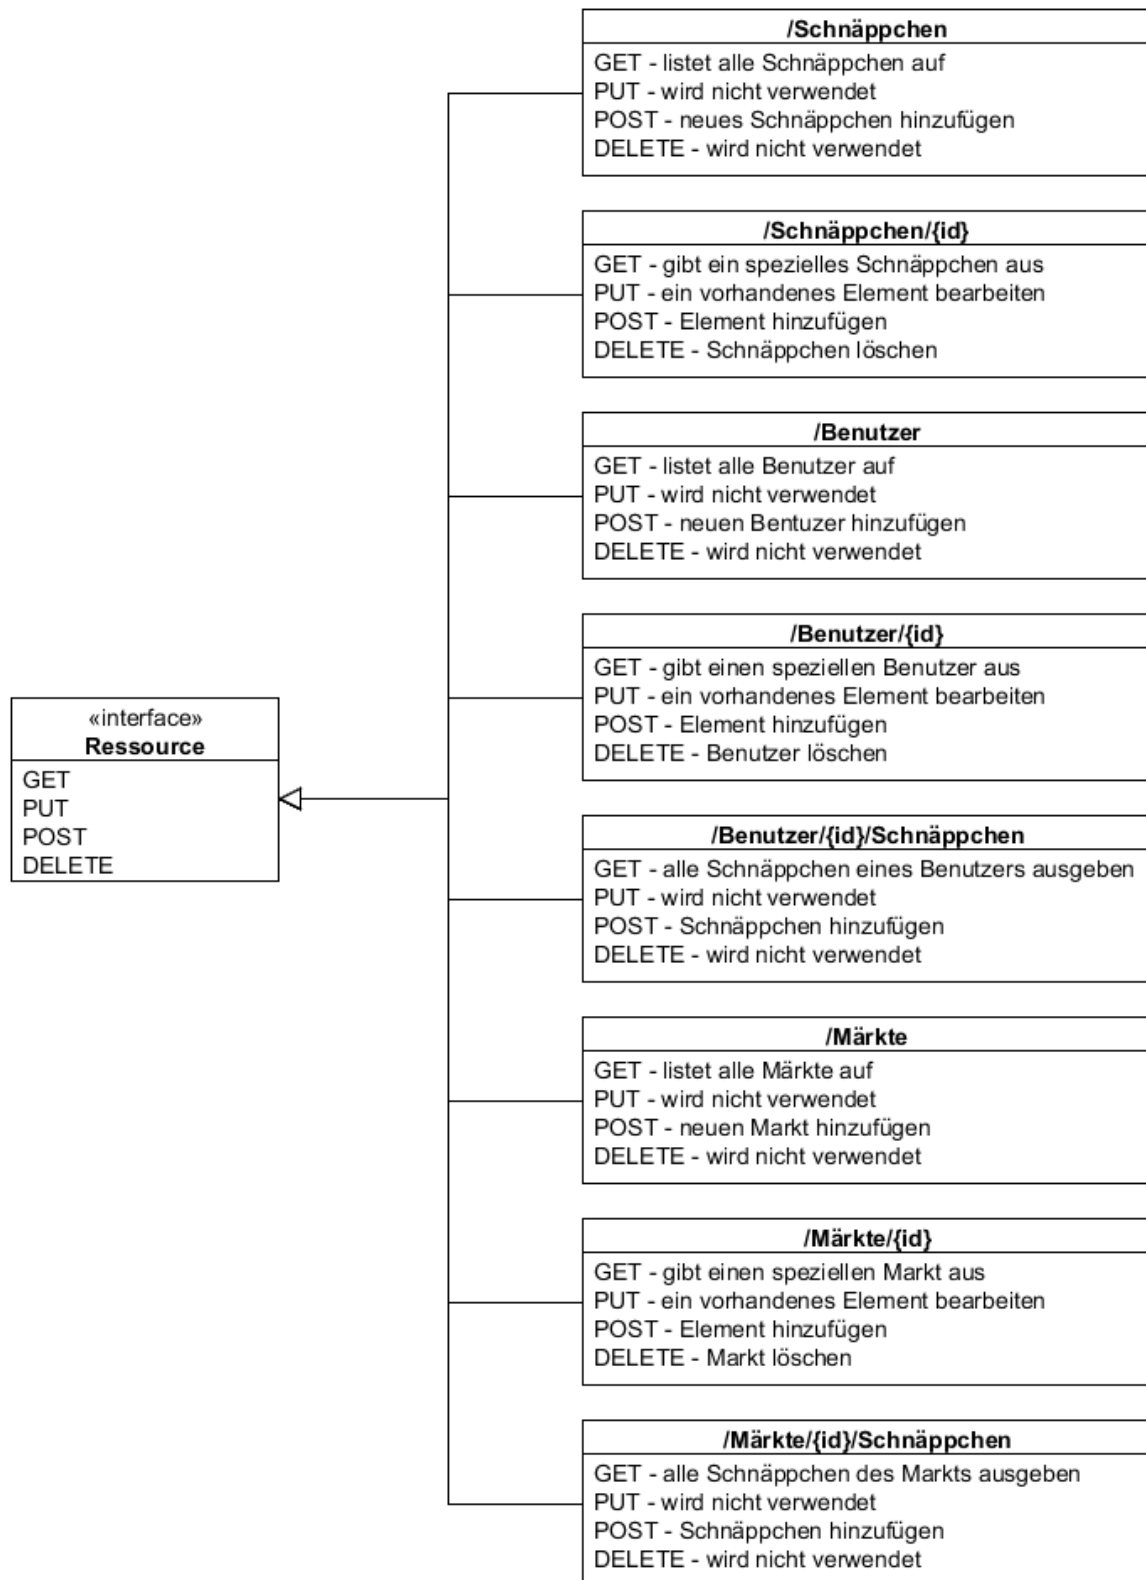 /Schnäppchen
GET - listet alle Schnäppchen auf
PUT - wird nicht verwendet
POST - neues Schnäppchen hinzufügen
DELETE - wird nicht verwendet
/Schnäppchen/{id}
GET - gibt ein spezielles Schnäppchen aus
PUT - ein vorhandenes Element bearbeiten
POST - Element hinzufügen
DELETE - Schnäppchen löschen
/Benutzer
GET - listet alle Benutzer auf
PUT - wird nicht verwendet
POST - neuen Bentuzer hinzufügen
DELETE - wird nicht verwendet
/Benutzer/{id}
GET - gibt einen speziellen Benutzer aus
PUT - ein vorhandenes Element bearbeiten
POST - Element hinzufügen
DELETE - Benutzer löschen
«interface»
Ressource
GET
PUT
POST
DELETE
/Benutzer/{id}/Schnäppchen
GET - alle Schnäppchen eines Benutzers ausgeben
PUT - wird nicht verwendet
POST - Schnäppchen hinzufügen
DELETE - wird nicht verwendet
/Märkte
GET - listet alle Märkte auf
PUT - wird nicht verwendet
POST - neuen Markt hinzufügen
DELETE - wird nicht verwendet
/Märkte/{id}
GET - gibt einen speziellen Markt aus
PUT - ein vorhandenes Element bearbeiten
POST - Element hinzufügen
DELETE - Markt löschen
/Märkte/{id}/Schnäppchen
GET - alle Schnäppchen des Markts ausgeben
PUT - wird nicht verwendet
POST - Schnäppchen hinzufügen
DELETE - wird nicht verwendet